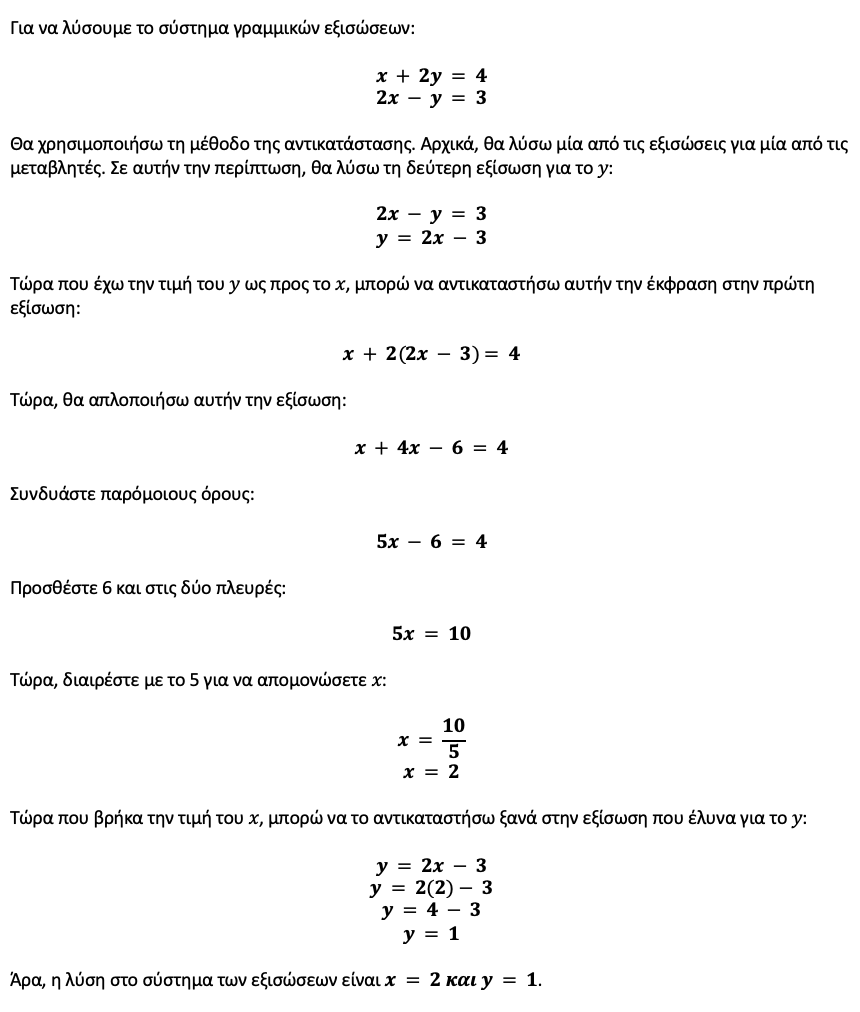 Για να λύσουμε το σύστημα γραμμικών εξισώσεων:
x + 2y = 4
2x − y = 3
Θα χρησιμοποιήσω τη μέθοδο της αντικατάστασης. Αρχικά, θα λύσω μία από τις εξισώσεις για μία από τις
μεταβλητές. Σε αυτήν την περίπτωση, θα λύσω τη δεύτερη εξίσωση για το y:
2x − y = 3
y = 2x − 3
Τώρα που έχω την τιμή του y ως προς το x, μπορώ να αντικαταστήσω αυτήν την έκφραση στην πρώτη
εξίσωση:
x + 2(2x − 3) = 4
Τώρα, θα απλοποιήσω αυτήν την εξίσωση:
x + 4x − 6 = 4
Συνδυάστε παρόμοιους όρους:
5x − 6 = 4
Προσθέστε 6 και στις δύο πλευρές:
5x = 10
Τώρα, διαιρέστε με το 5 για να απομονώσετε x:
x = 10/5
x = 2
Τώρα που βρήκα την τιμή του x, μπορώ να το αντικαταστήσω ξανά στην εξίσωση που έλυνα για το y:
y = 2x − 3
y = 2(2) − 3
y = 4 − 3
y = 1
Άρα, η λύση στο σύστημα των εξισώσεων είναι x = 2 και y = 1.